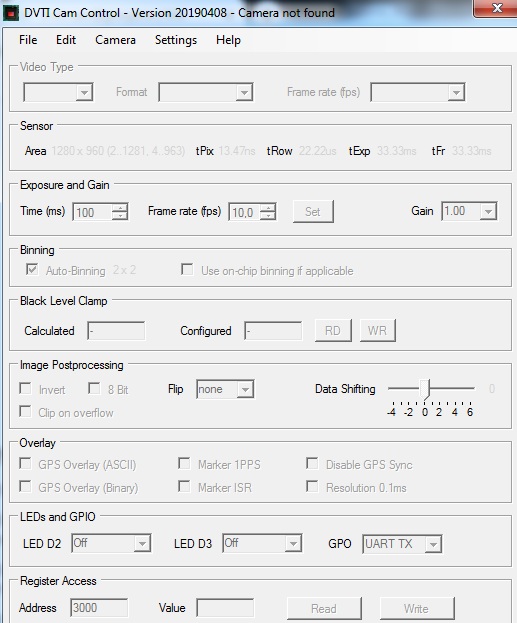 DVTI Cam Control - Version 20190408 - Camera not found
File Edit Camera Settings Help
Video Type
Format Frame rate (fps)
Sensor
Area 1280 x 960 (2..1281, 4..963) tPix 13.47ns tRow 22.22us tExp 33.33ms tFr 33.33ms
Exposure and Gain
Time (ms) 100 Frame rate (fps) 10,0 Set Gain 1.00
Binning
Auto-Binning 2 x 2 Use on-chip binning if applicable
Black Level Clamp
Calculated - Configured - RD WR
Image Postprocessing
Invert 8 Bit Flip none Data Shifting 0
Clip on overflow -4 -2 0 2 4 6
Overlay
GPS Overlay (ASCII) Marker 1PPS Disable GPS Sync
GPS Overlay (Binary) Marker ISR Resolution 0.1ms
LEDs and GPIO
LED D2 Off LED D3 Off GPO UART TX
Register Access
Address 3000 Value Read Write